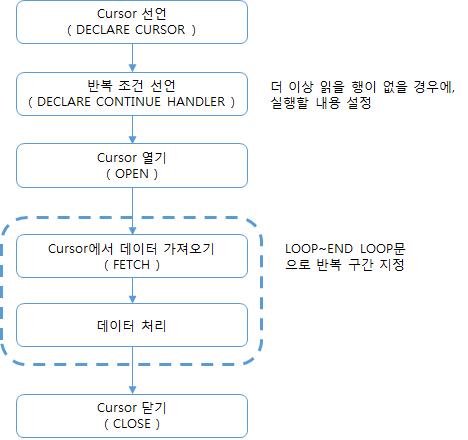 Cursor 선언
( DECLARE CURSOR )
반복 조건 선언
( DECLARE CONTINUE HANDLER )
더 이상 읽을 행이 없을 경우에,
실행할 내용 설정
Cursor 열기
( OPEN )
Cursor에서 데이터 가져오기
( FETCH )
LOOP~END LOOP문
으로 반복 구간 지정
데이터 처리
Cursor 닫기
( CLOSE )